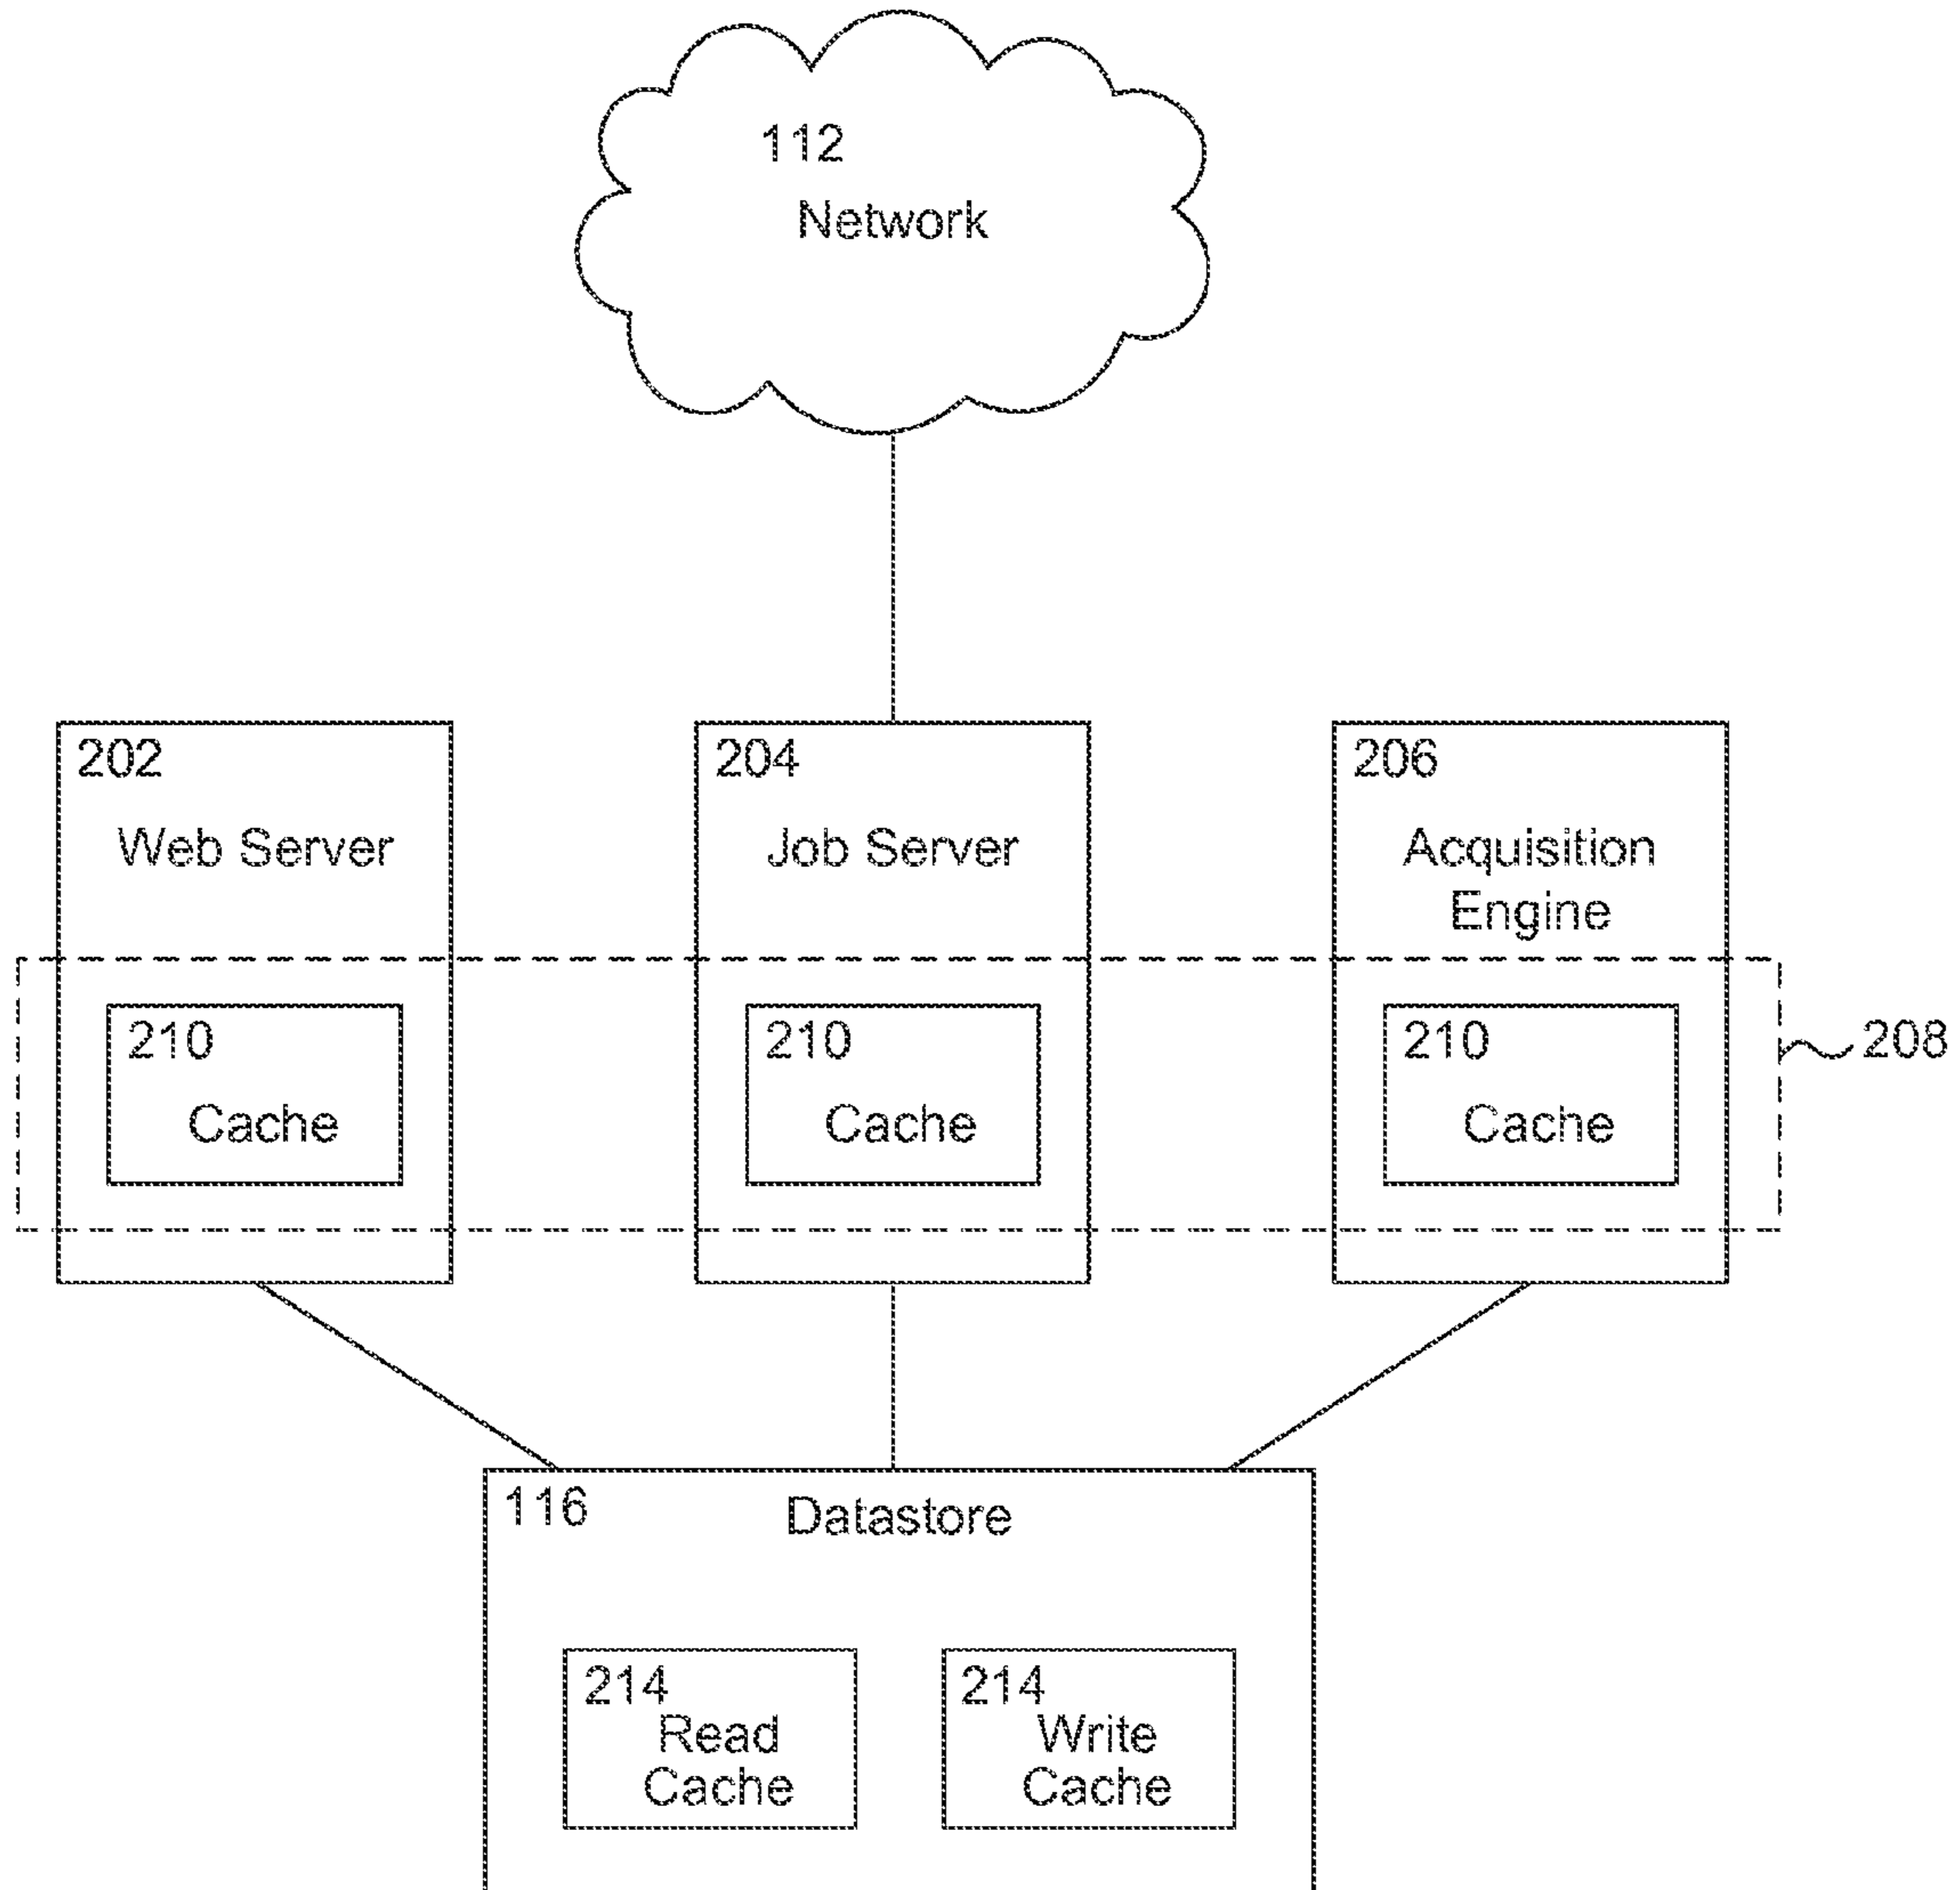 112
Network
202
Web Server
204
Job Server
206
Acquisition
Engine
210
Cache
210
Cache
210
Cache
208
116
Datastore
214
Read
Cache
214
Write
Cache